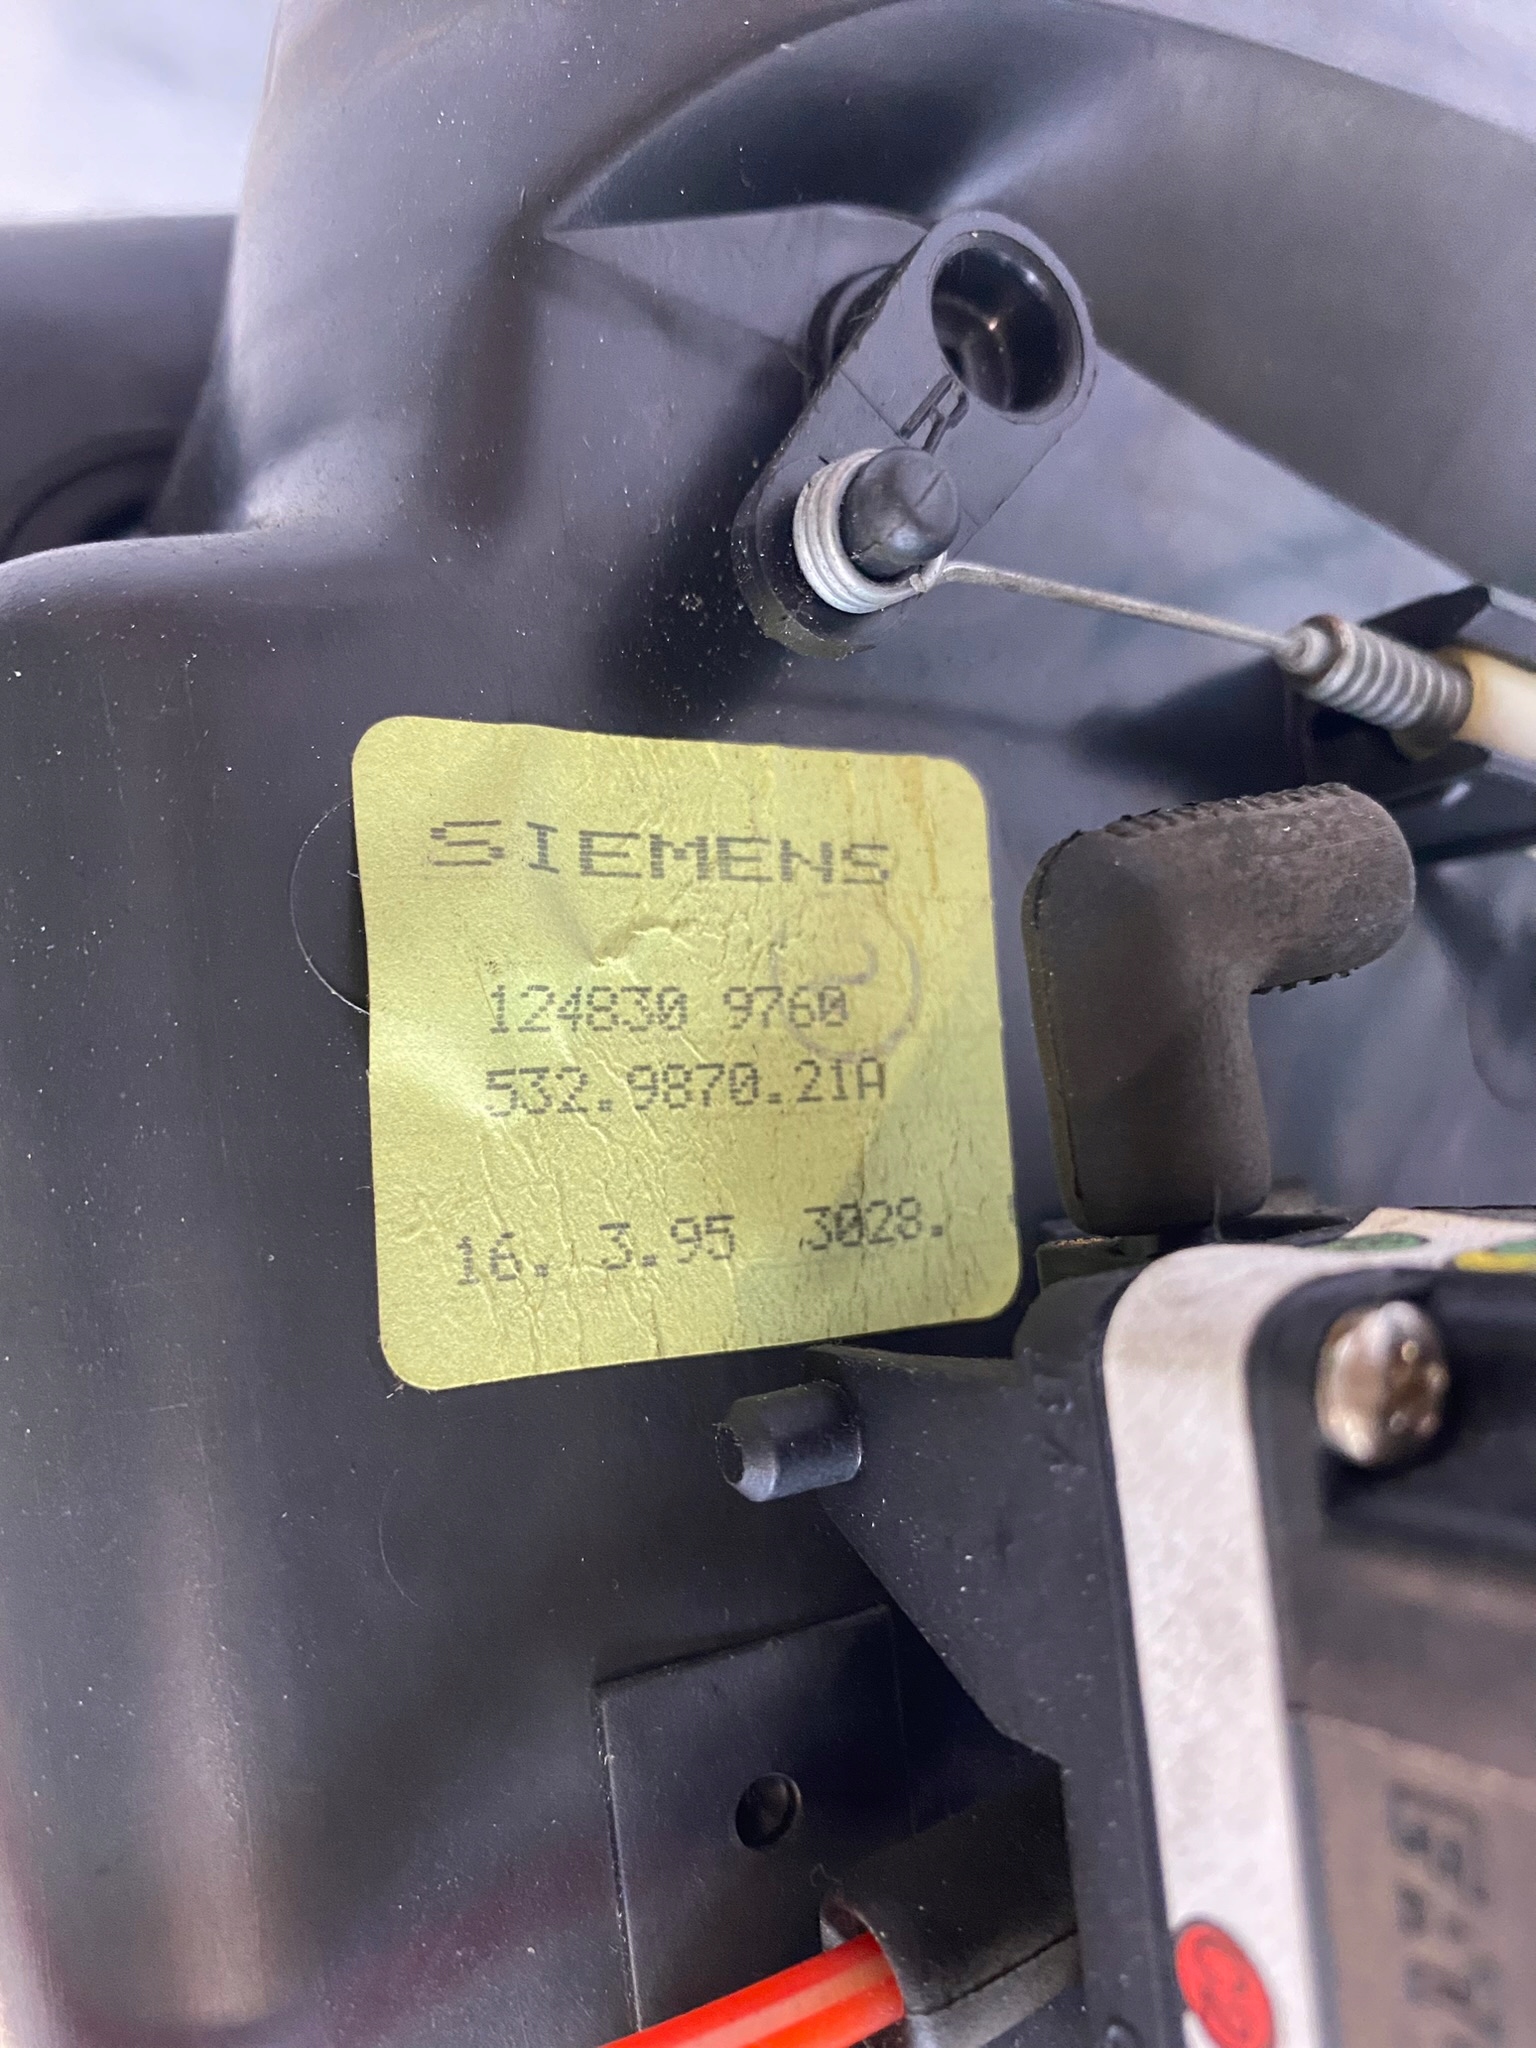 SIEMENS
124830 9760
532.9870.21A
16. 3.95 3028.